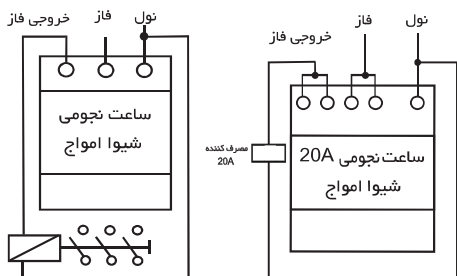 خروجی فاز
فاز
نول
ساعت نجومی
شیوا امواج
خروجی فاز
فاز
نول
مصرف کننده
20A
ساعت نجومی 20A
شیوا امواج